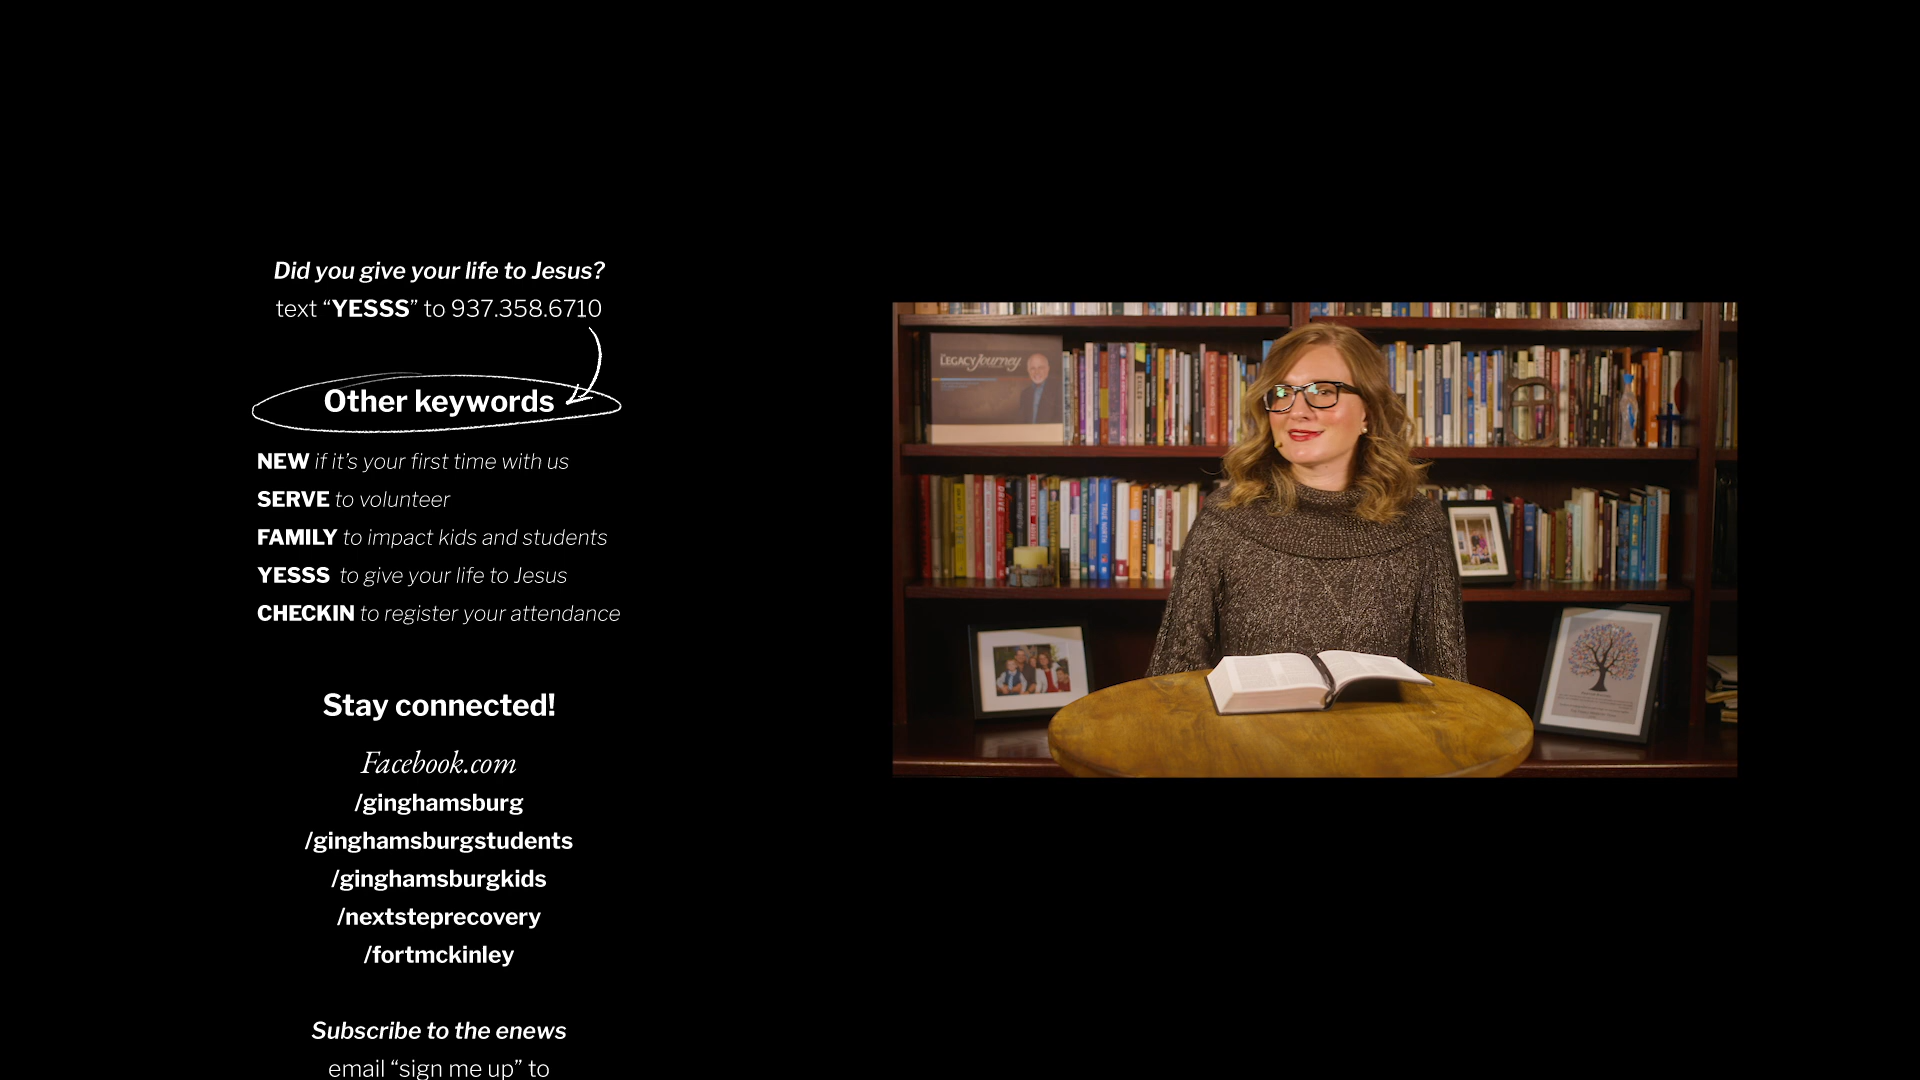 Did you give your life to Jesus?
text “YESSS” to 937.358.6710
Other keywords
NEW if it’s your first time with us
SERVE to volunteer
FAMILY to impact kids and students
YESSS to give your life to Jesus
CHECKIN to register your attendance
Stay connected!
Facebook.com
/ginghamsburg
/ginghamsburgstudents
/ginghamsburgkids
/nextsteprecovery
/fortmckinley
Subscribe to the enews
email “sign me up” to
LEGACY Journey